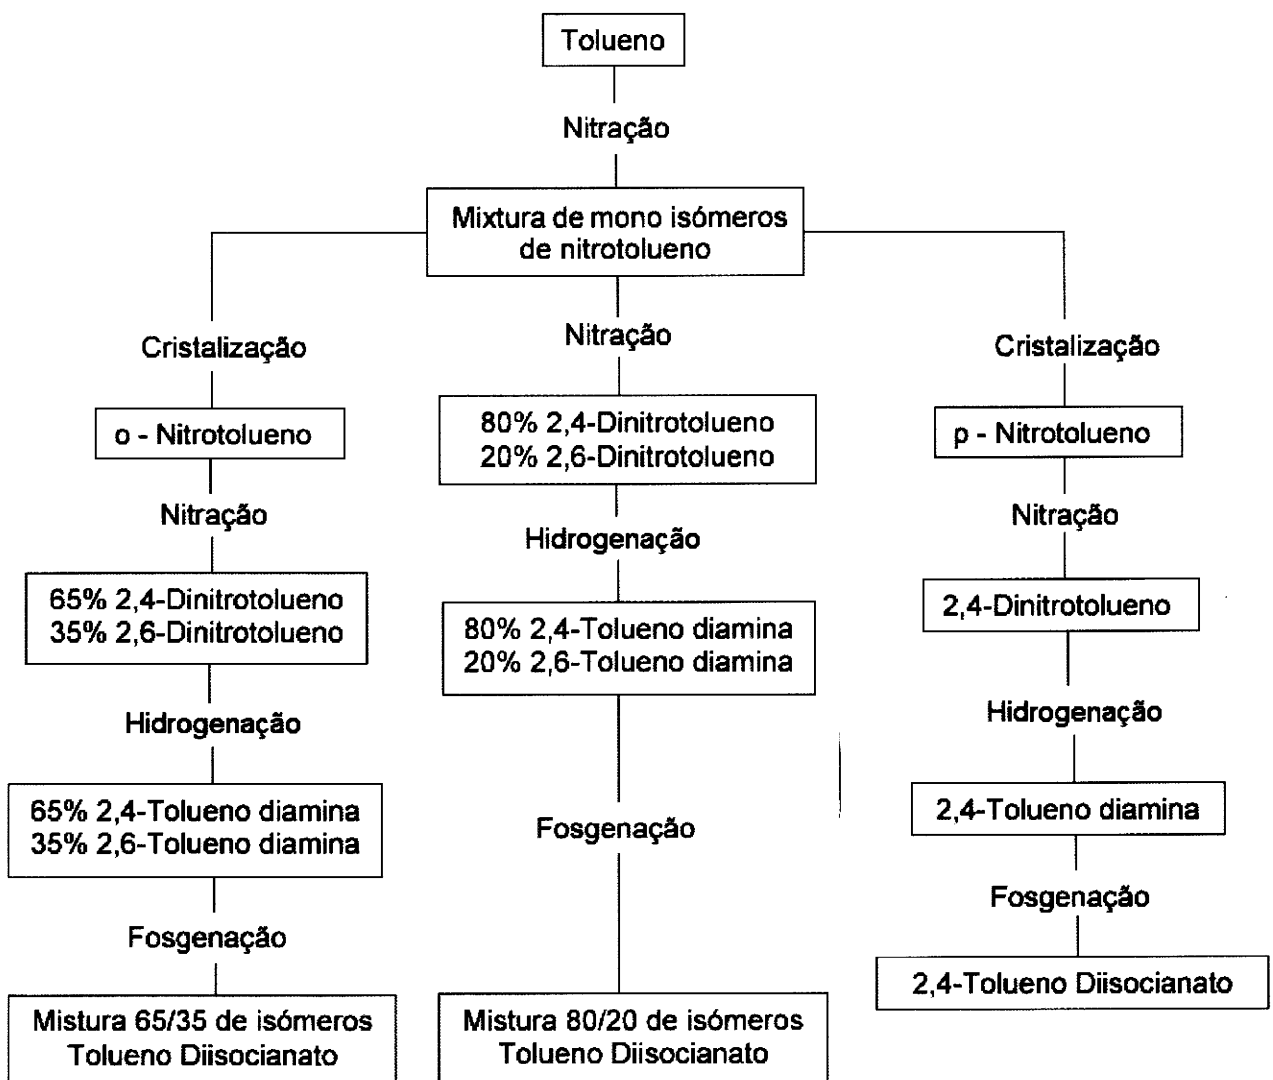 Tolueno
Nitração
Mixtura de mono isómeros
de nitrotolueno
Cristalização
o - Nitrotolueno
Nitração
65% 2,4-Dinitrotolueno
35% 2,6-Dinitrotolueno
Hidrogenação
65% 2,4-Tolueno diamina
35% 2,6-Tolueno diamina
Fosgenação
Mistura 65/35 de isómeros
Tolueno Diisocianato
Nitração
80% 2,4-Dinitrotolueno
20% 2,6-Dinitrotolueno
Hidrogenação
80% 2,4-Tolueno diamina
20% 2,6-Tolueno diamina
Fosgenação
Mistura 80/20 de isómeros
Tolueno Diisocianato
Cristalização
p - Nitrotolueno
Nitração
2,4-Dinitrotolueno
Hidrogenação
2,4-Tolueno diamina
Fosgenação
2,4-Tolueno Diisocianato